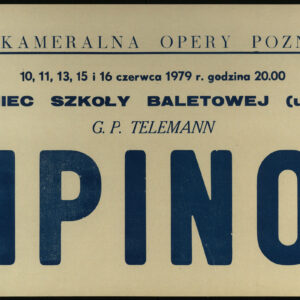 KAMERALNA OPERY POZN
10, 11, 13, 15 i 16 czerwca 1979 r. godzina 20.00
IEC SZKOŁY BALETOWEJ (u
G. P. TELEMANN
IPINO